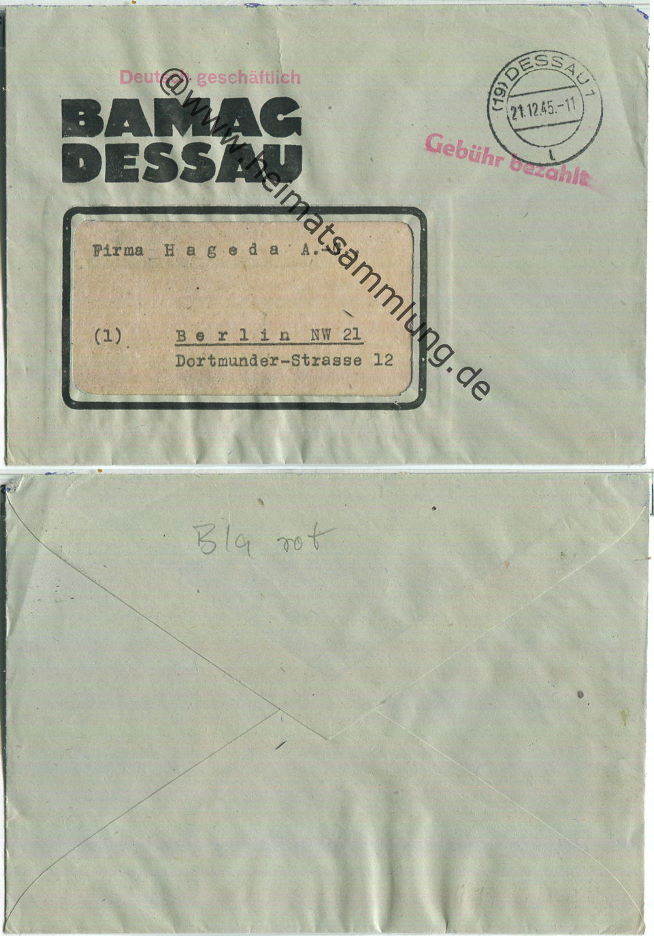 Deutsch geschäftlich
BAMAG
DESSAU
(19) DESSAU 1
21.12.45.-11
t
Gebühr bezahlt
Firma Hageda A.-G.
(1) Berlin NW 21
Dortmunder-Strasse 12
@www.heimatsammlung.de
B/a rot